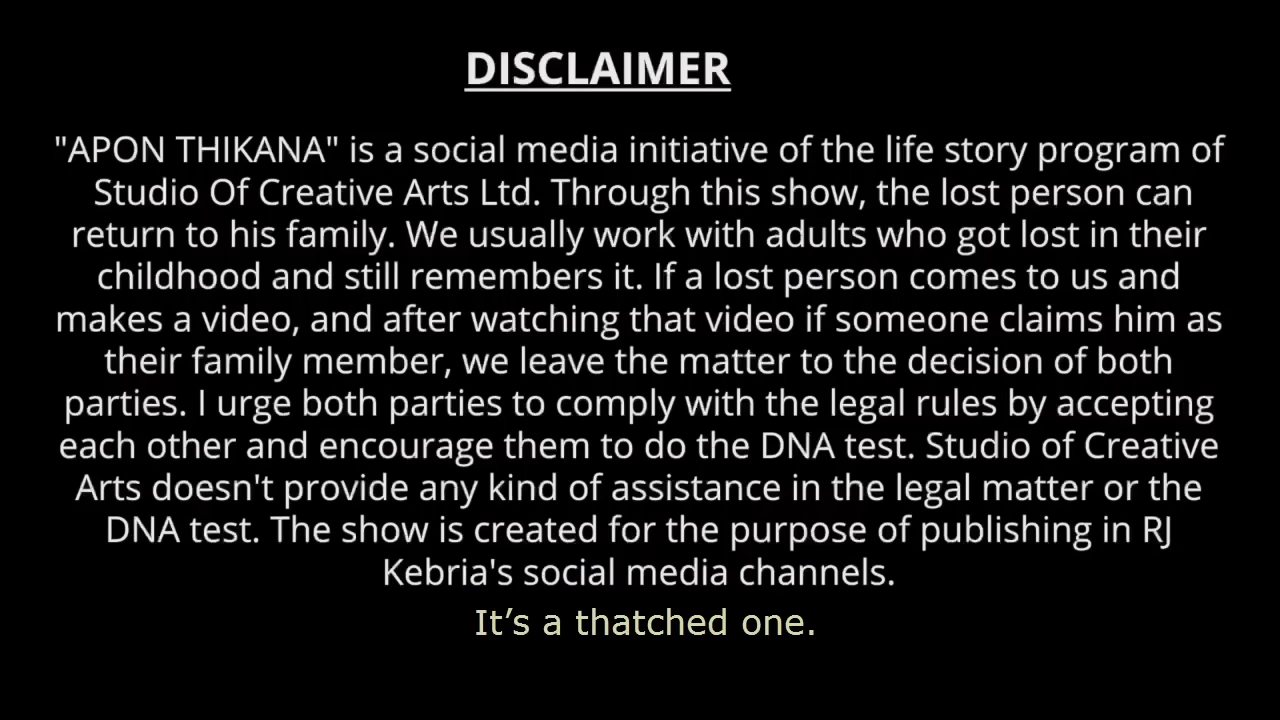 DISCLAIMER
"APON THIKANA" is a social media initiative of the life story program of
Studio Of Creative Arts Ltd. Through this show, the lost person can
return to his family. We usually work with adults who got lost in their
childhood and still remembers it. If a lost person comes to us and
makes a video, and after watching that video if someone claims him as
their family member, we leave the matter to the decision of both
parties. I urge both parties to comply with the legal rules by accepting
each other and encourage them to do the DNA test. Studio of Creative
Arts doesn't provide any kind of assistance in the legal matter or the
DNA test. The show is created for the purpose of publishing in RJ
Kebria's social media channels.
It’s a thatched one.